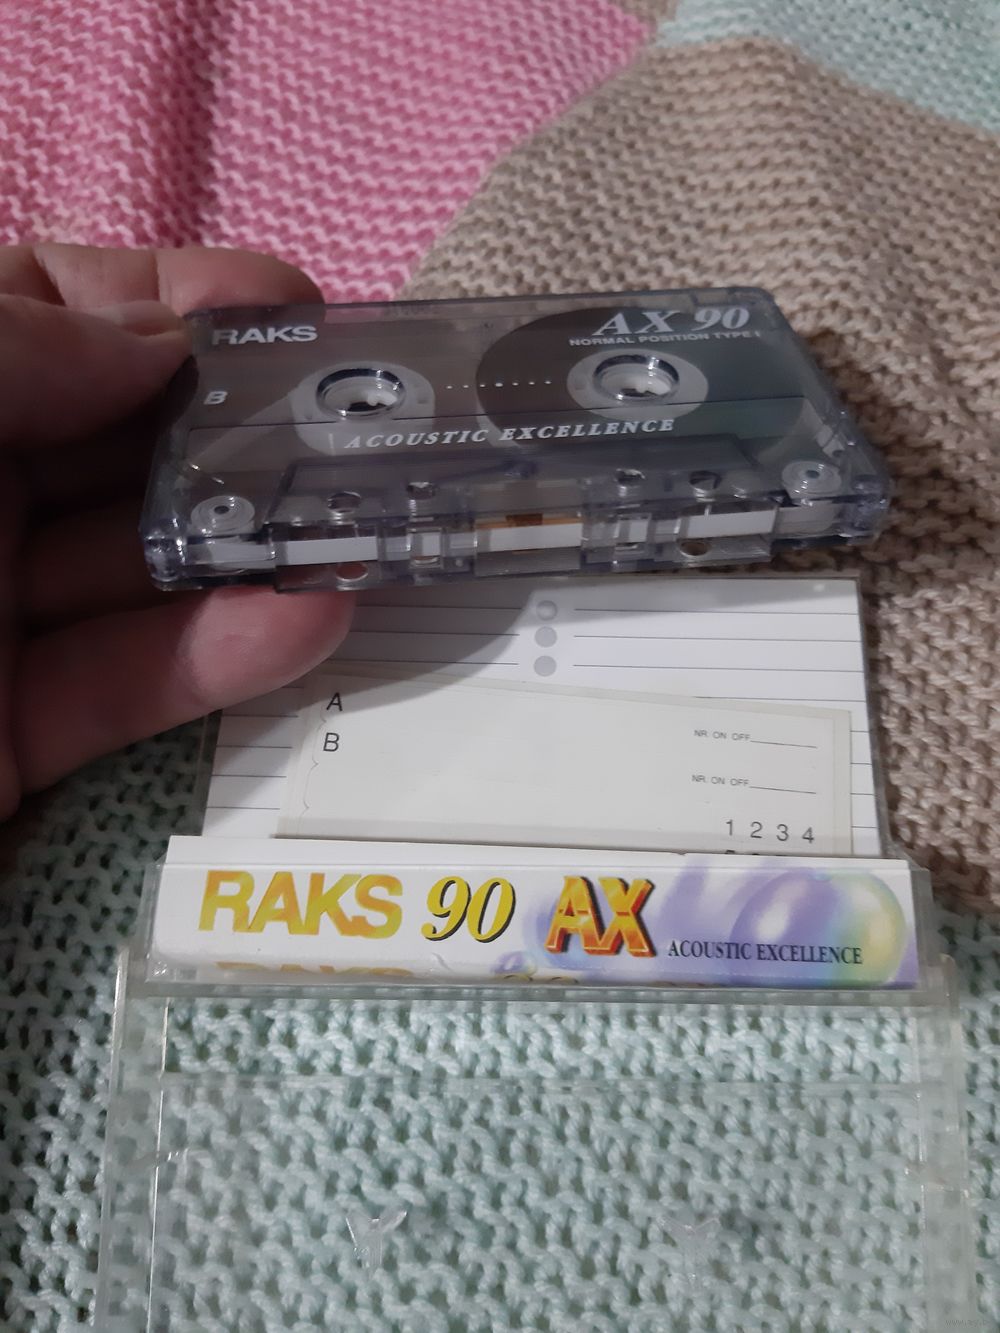 RAKS
AX 90
NORMAL POSITION TYPE I
B
ACOUSTIC EXCELLENCE
A
B
NR. ON OFF
NR. ON OFF
1 2 3 4
RAKS 90 AX ACOUSTIC EXCELLENCE